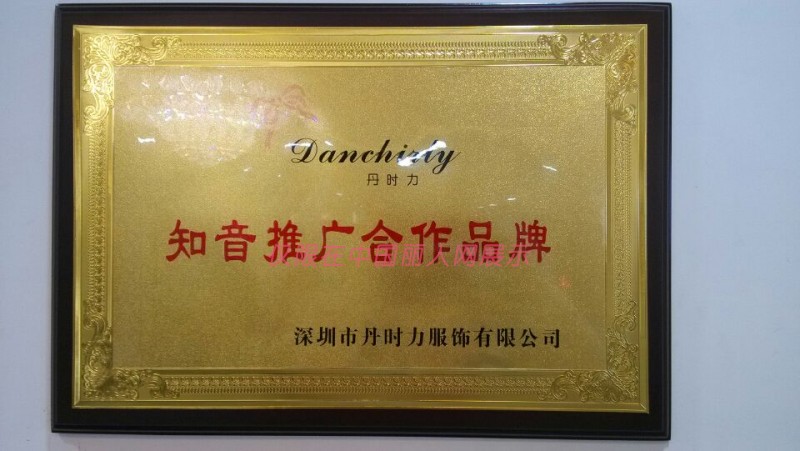 Danchirly
丹时力
知音推广合作品牌
深圳市丹时力服饰有限公司